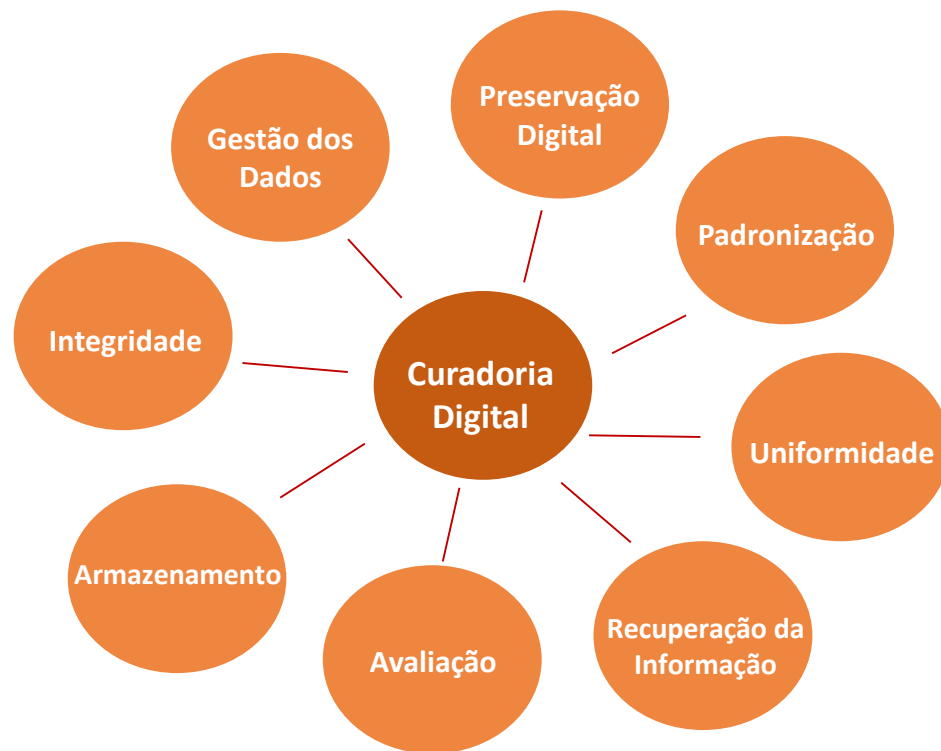 Preservação
Digital
Gestão dos
Dados
Padronização
Integridade
Curadoria
Digital
Uniformidade
Armazenamento
Recuperação da
Informação
Avaliação